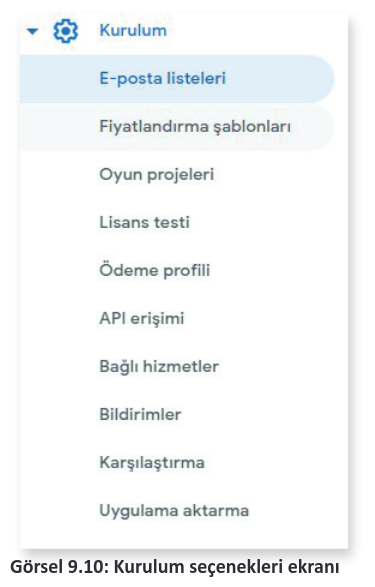 Kurulum
E-posta listeleri
Fiyatlandırma şablonları
Oyun projeleri
Lisans testi
Ödeme profili
API erişimi
Bağlı hizmetler
Bildirimler
Karşılaştırma
Uygulama aktarma
Görsel 9.10: Kurulum seçenekleri ekranı